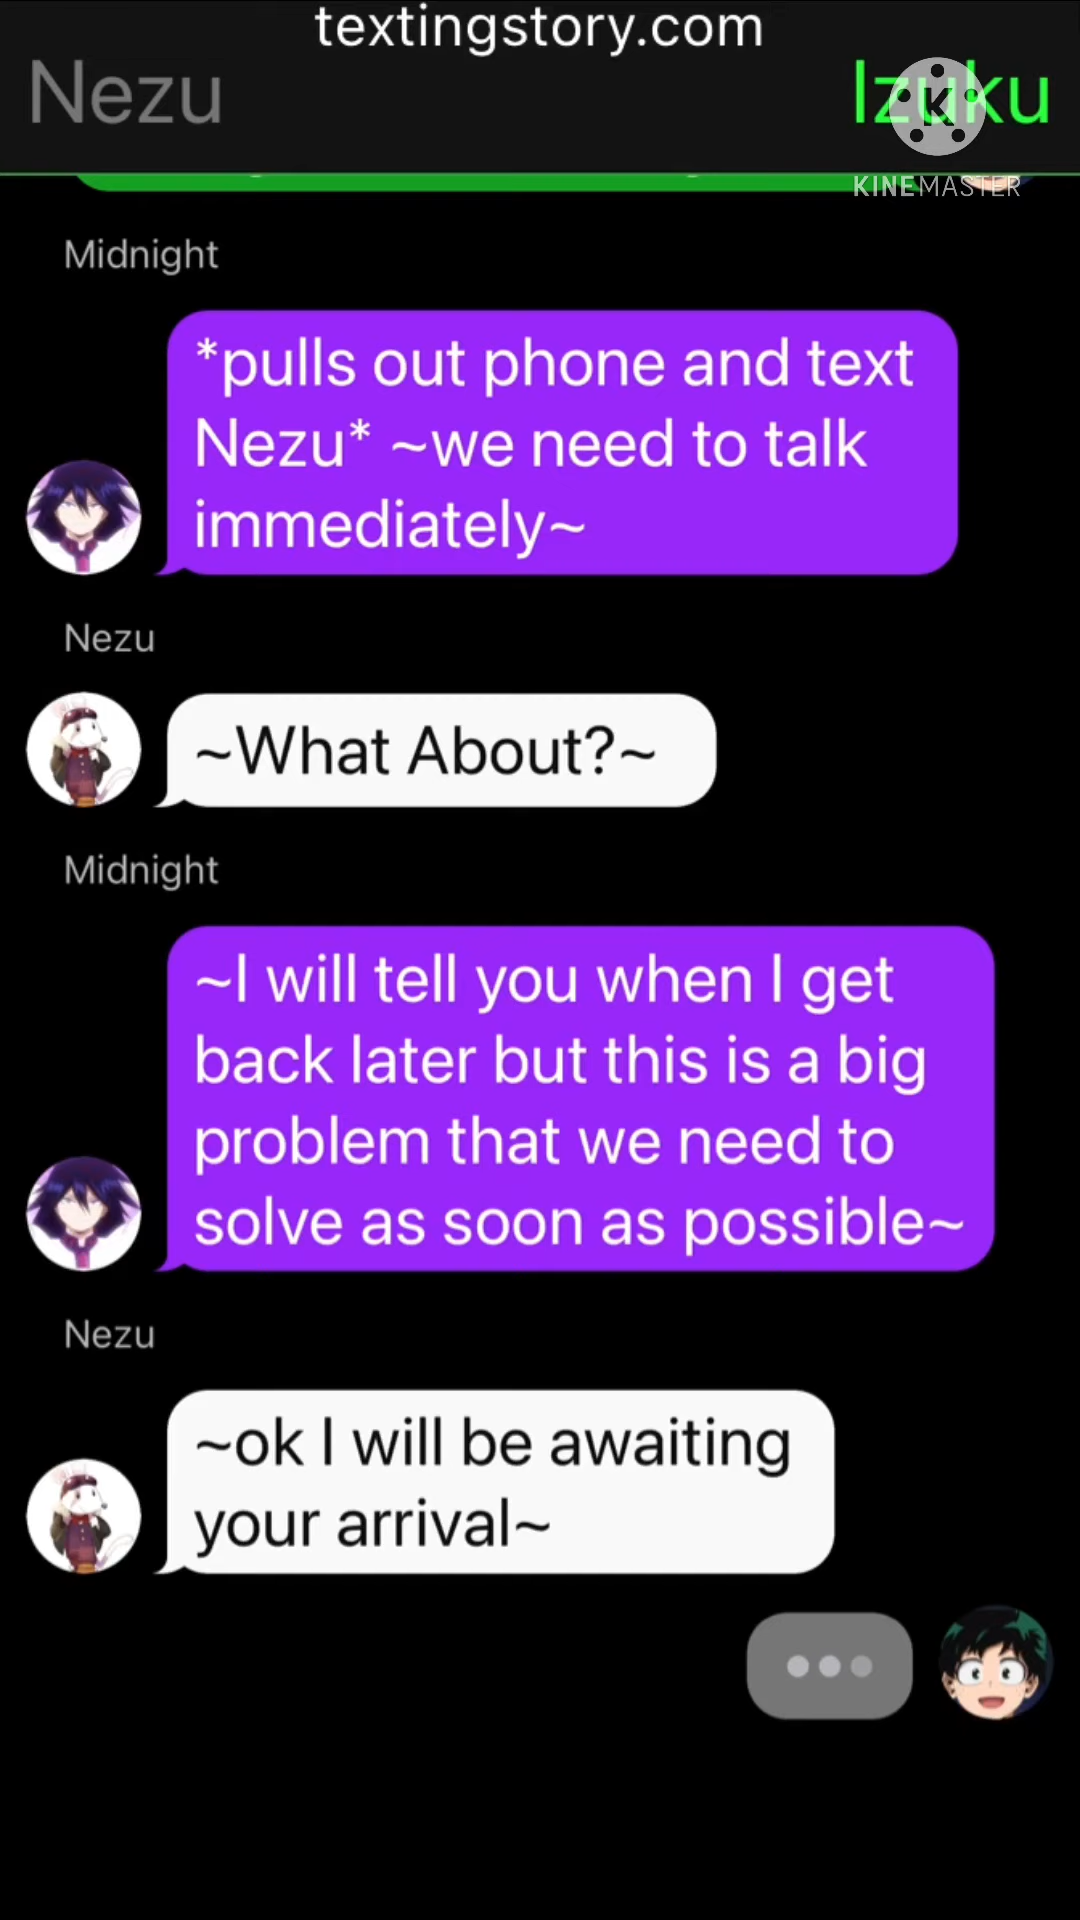 textingstory.com
Nezu
Izuku
K
KINEMASTER
Midnight
*pulls out phone and text
Nezu* ~we need to talk
immediately~
Nezu
~What About?~
Midnight
~I will tell you when I get
back later but this is a big
problem that we need to
solve as soon as possible~
Nezu
~ok I will be awaiting
your arrival~